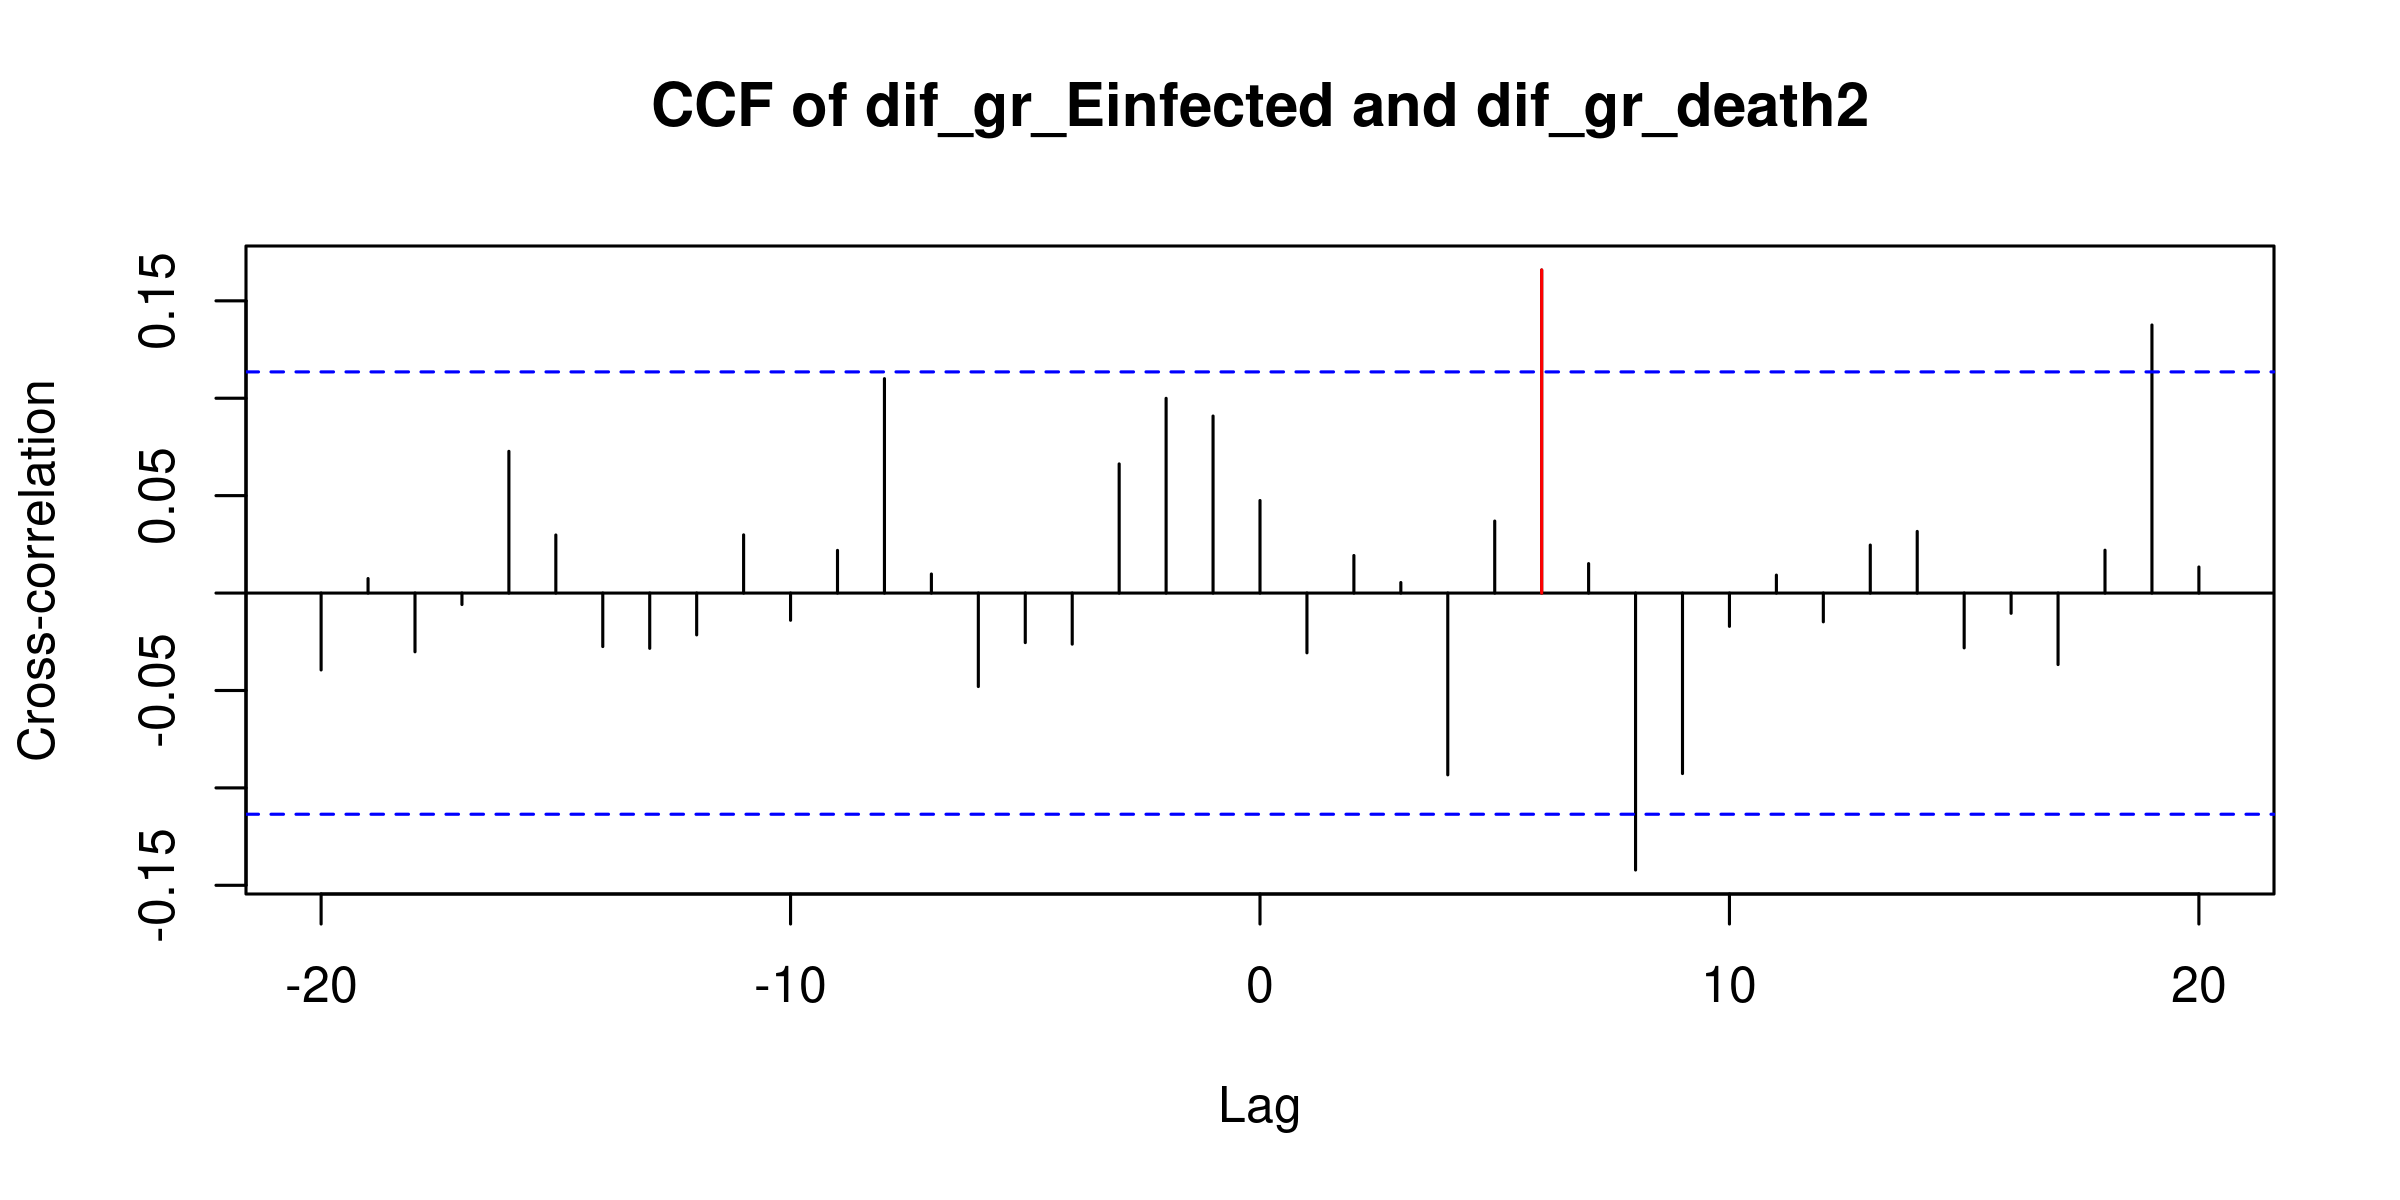 CCF of dif_gr_Einfected and dif_gr_death2
Cross-correlation
0.15
0.05
-0.05
-0.15
-20 -10 0 10 20
Lag